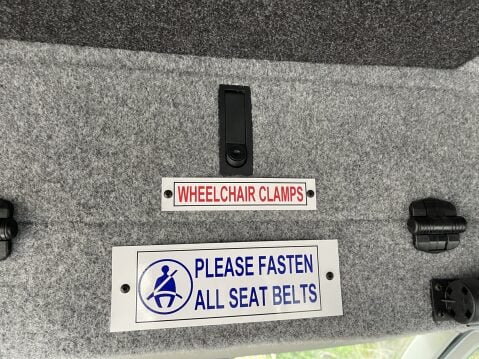 WHEELCHAIR CLAMPS
PLEASE FASTEN
ALL SEAT BELTS